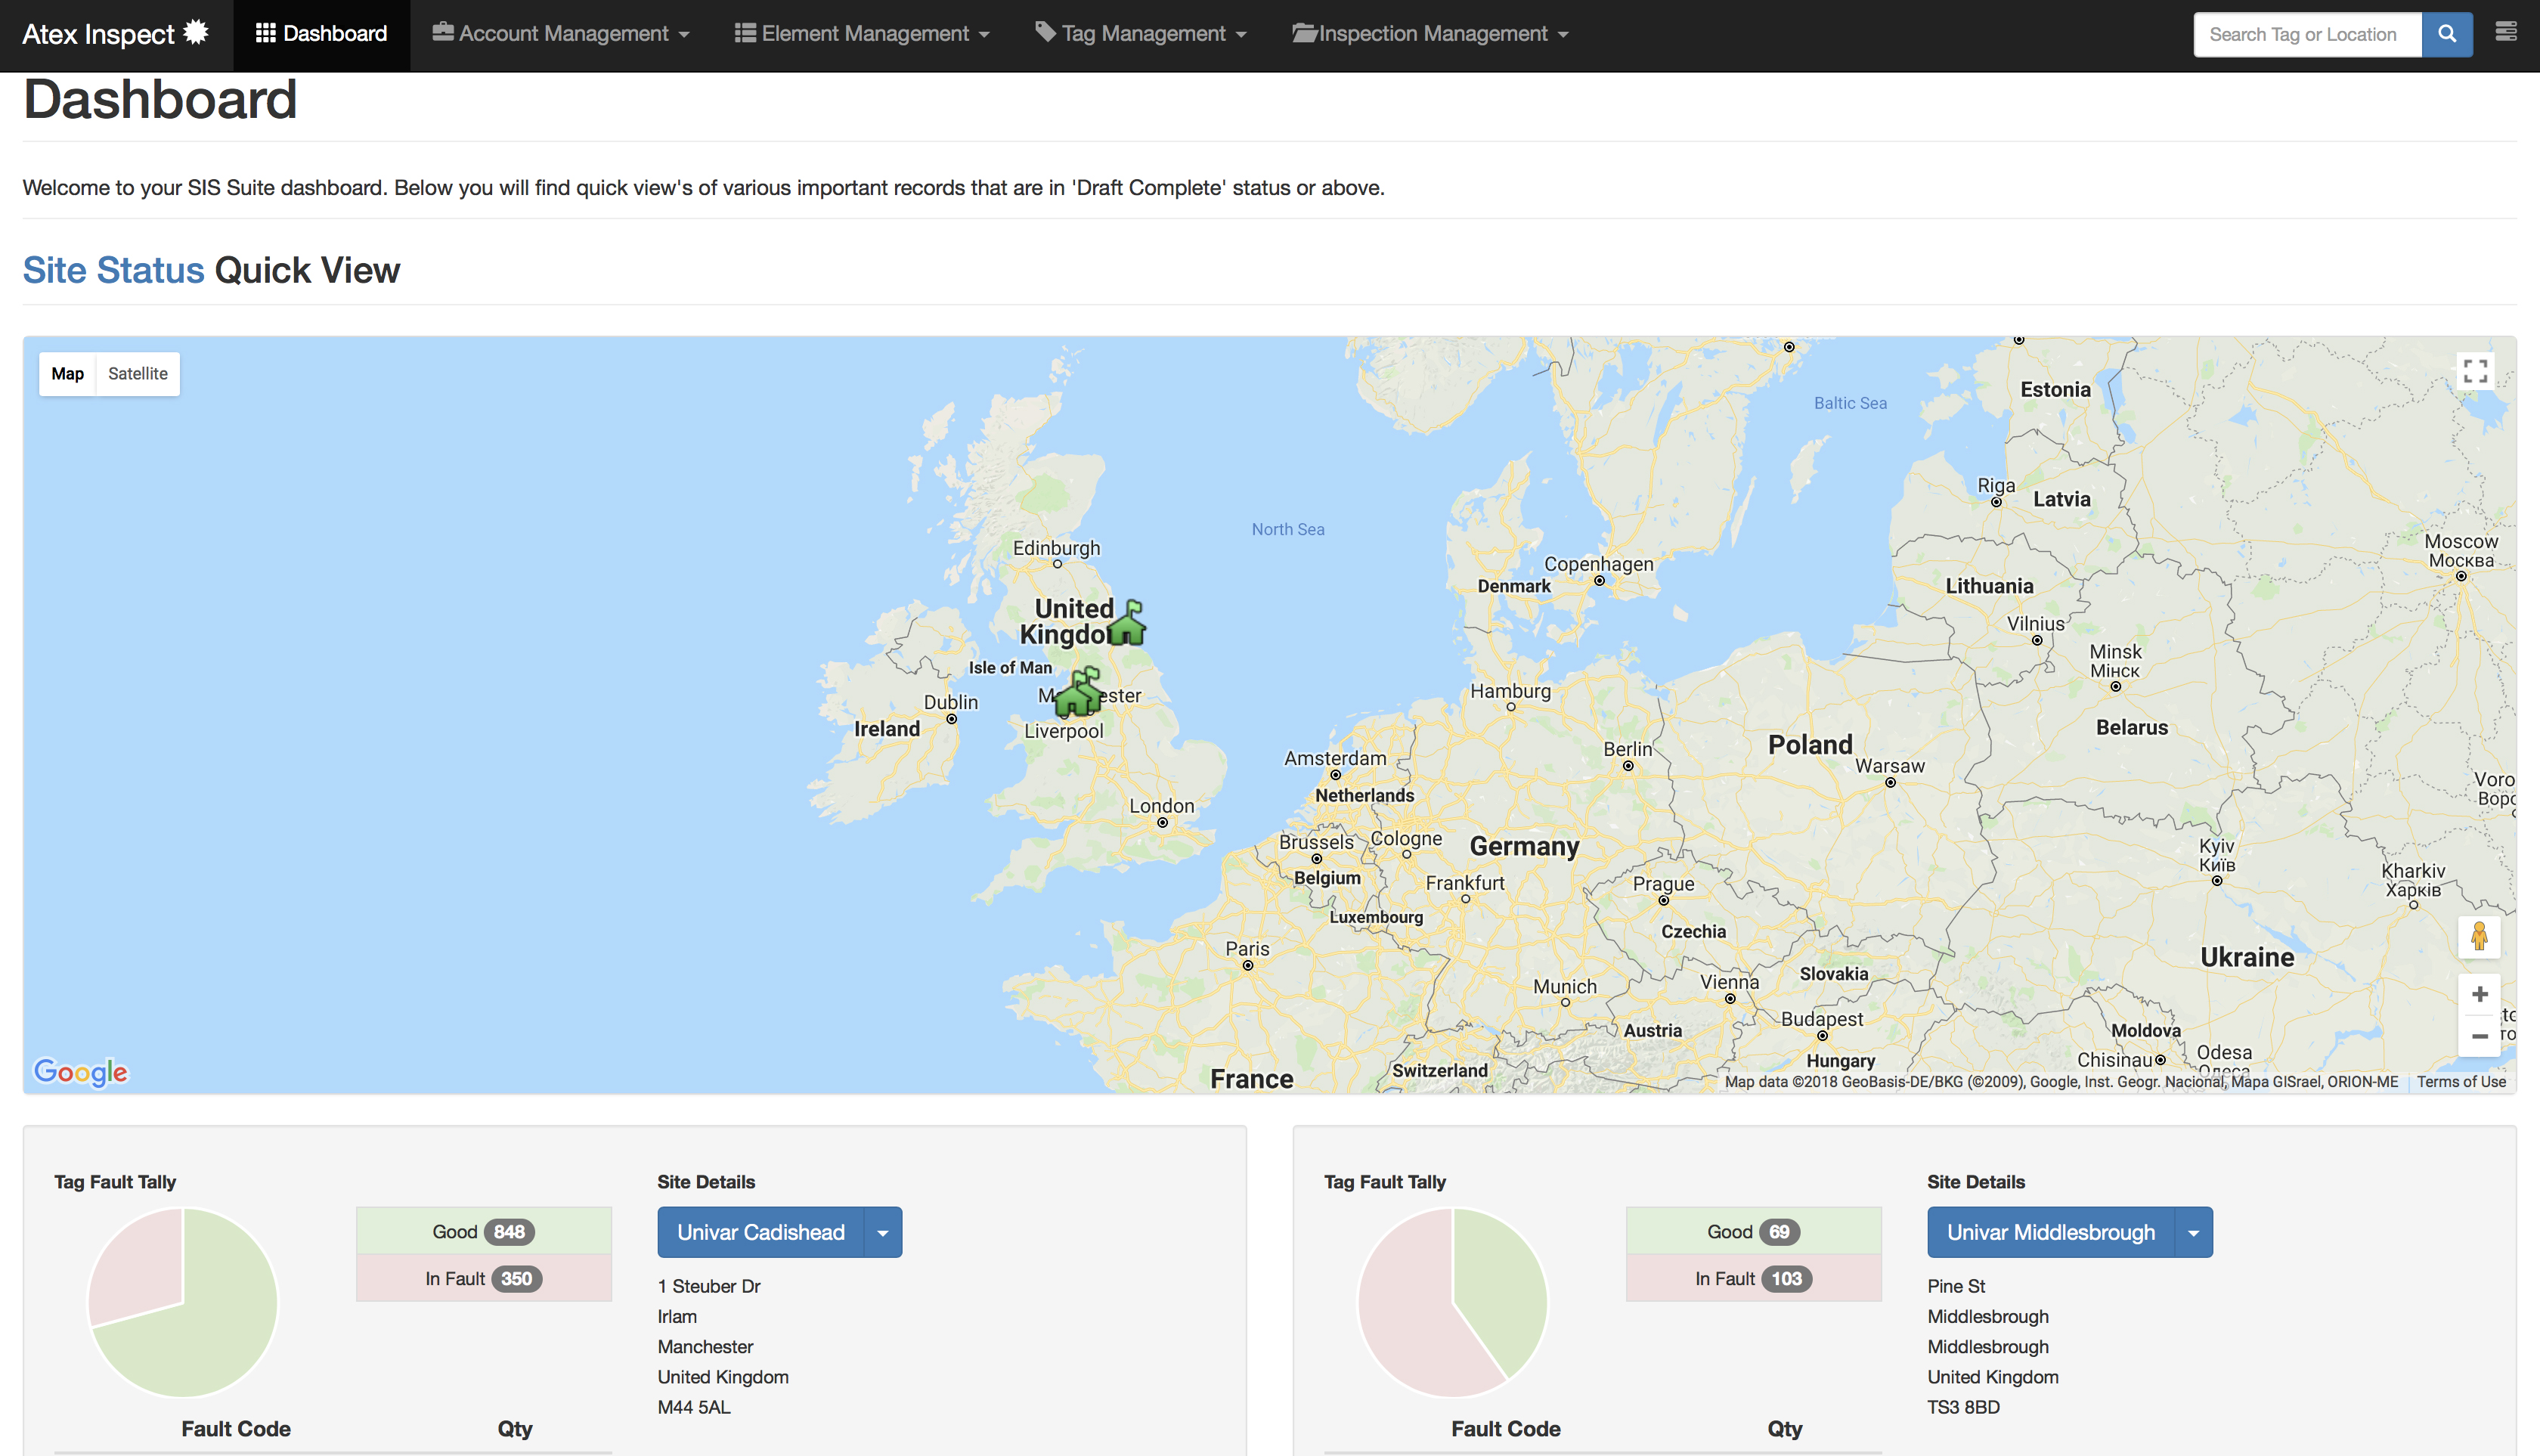 Atex Inspect
Dashboard
Account Management
Element Management
Tag Management
Inspection Management
Search Tag or Location
Dashboard
Welcome to your SIS Suite dashboard. Below you will find quick view's of various important records that are in 'Draft Complete' status or above.
Site Status Quick View
Map
Satellite
Estonia
Baltic Sea
Riga
Latvia
North Sea
Moscow
Москва
Edinburgh
Copenhagen
Denmark
Lithuania
United
Vilnius
Minsk
Мінск
Isle of Man
Hamburg
Dublin
Ireland
Liverpool
Belarus
Poland
Berlin
Amsterdam
Warsaw
Netherlands
London
Brussels
Cologne
Germany
Kyiv
Київ
Belgium
Frankfurt
Prague
Kharkiv
Харків
Luxembourg
Czechia
Paris
Ukraine
Slovakia
Munich
Vienna
Budapest
Austria
Moldova
Hungary
Chisinau
Odesa
Одеса
Switzerland
France
Google
Map data ©2018 GeoBasis-DE/BKG (©2009), Google, Inst. Geogr. Nacional, Mapa GISrael, ORION-ME
Terms of Use
Tag Fault Tally
Good 848
In Fault 350
Fault Code Qty
Site Details
Univar Cadishead
1 Steuber Dr
Irlam
Manchester
United Kingdom
M44 5AL
Tag Fault Tally
Good 69
In Fault 103
Fault Code Qty
Site Details
Univar Middlesbrough
Pine St
Middlesbrough
Middlesbrough
United Kingdom
TS3 8BD